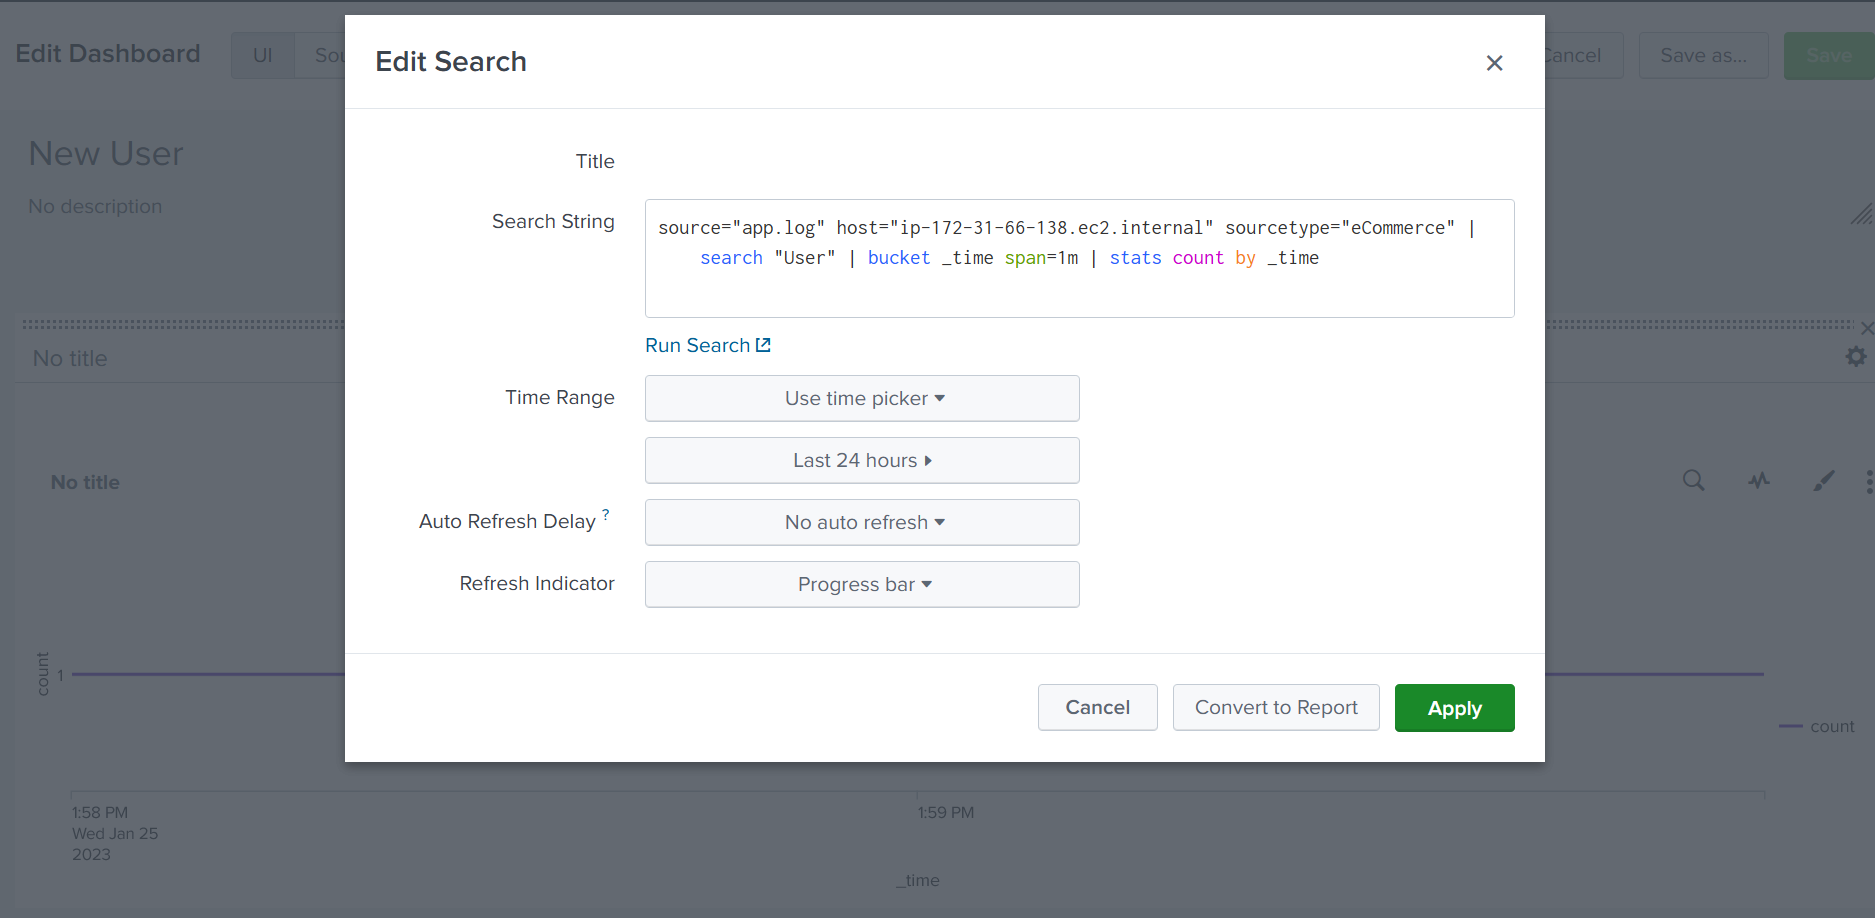 Edit Dashboard
UI
Cancel
Save as...
Save
New User
No description
No title
No title
count
1
1:58 PM
Wed Jan 25
2023
1:59 PM
_time
count
Edit Search
Title
Search String
source="app.log" host="ip-172-31-66-138.ec2.internal" sourcetype="eCommerce" |
search "User" | bucket _time span=1m | stats count by _time
Run Search
Time Range
Use time picker
Last 24 hours
Auto Refresh Delay ?
No auto refresh
Refresh Indicator
Progress bar
Cancel
Convert to Report
Apply